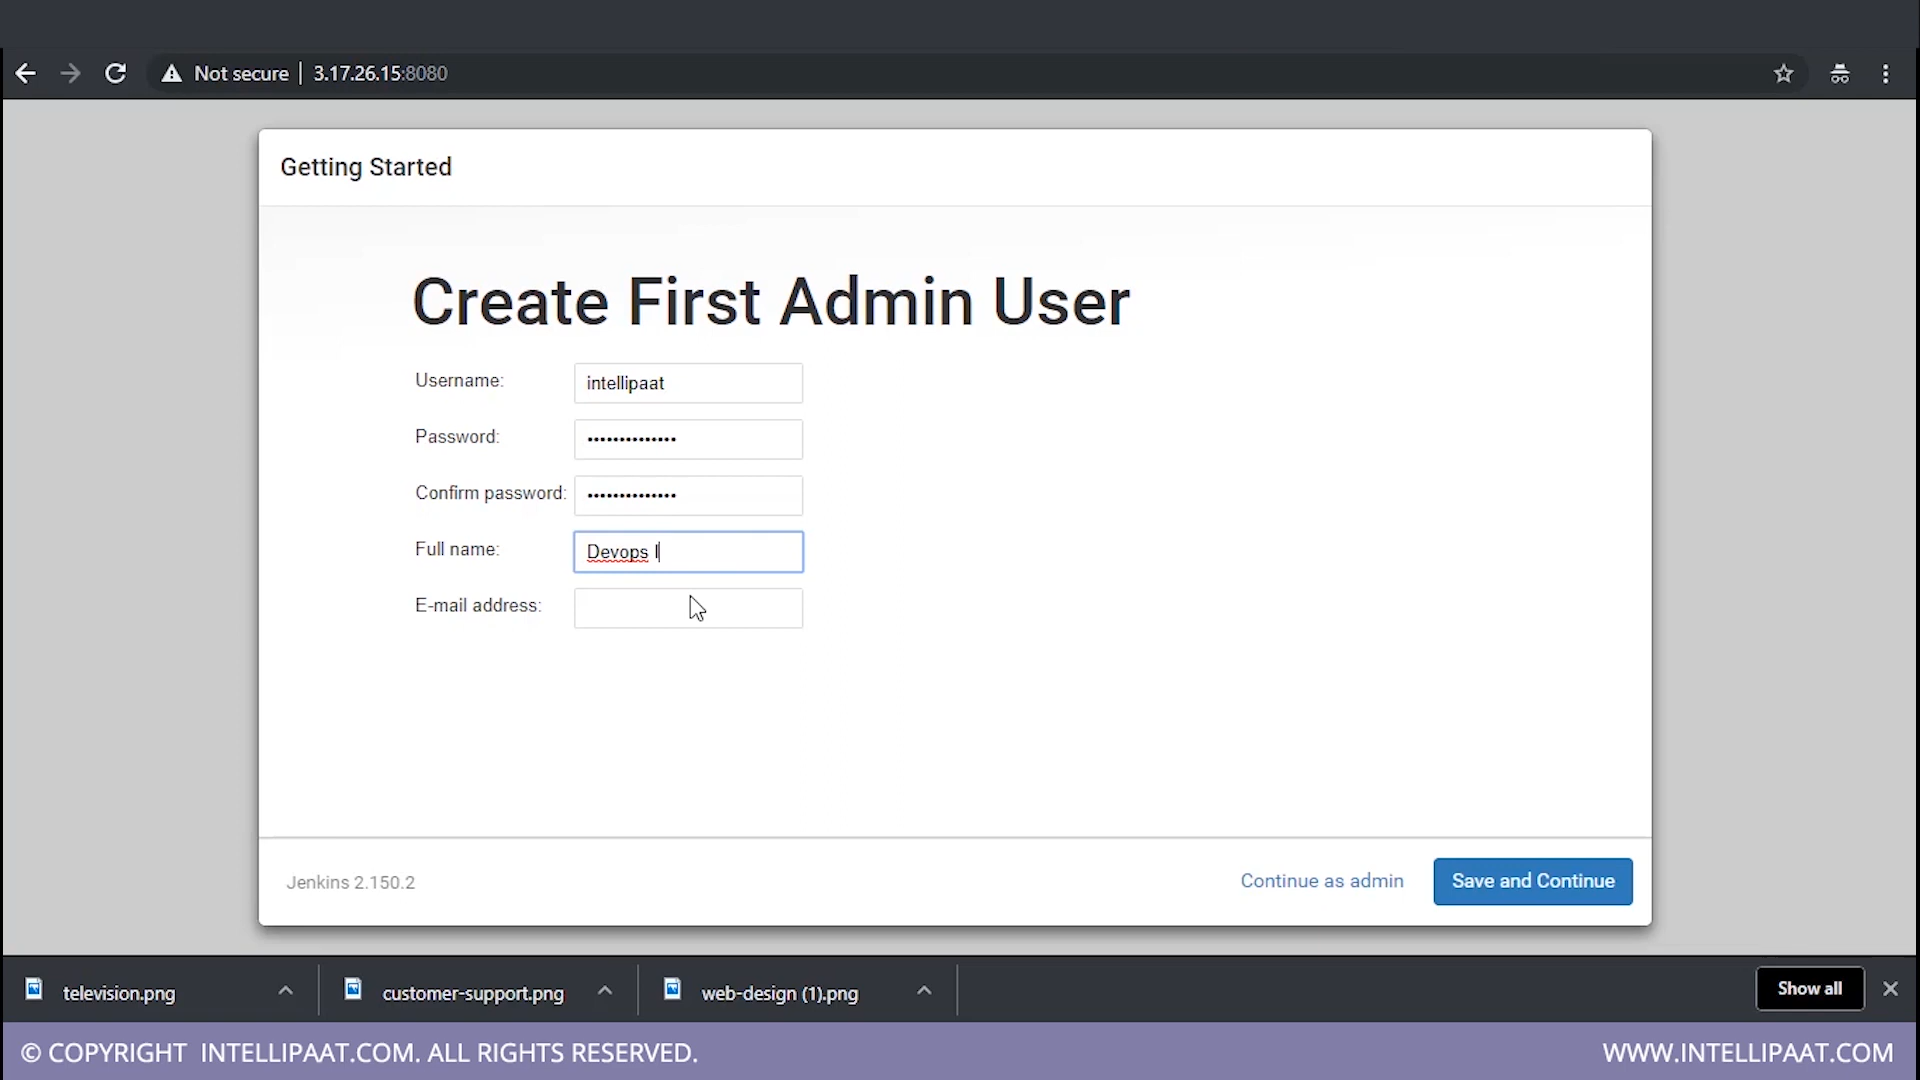 Not secure | 3.17.26.15:8080
Getting Started
Create First Admin User
Username: intellipaat
Password: ••••••••••••••
Confirm password: ••••••••••••••
Full name: Devops I
E-mail address:
Jenkins 2.150.2
Continue as admin
Save and Continue
television.png
customer-support.png
web-design (1).png
Show all
© COPYRIGHT INTELLIPAAT.COM. ALL RIGHTS RESERVED.
WWW.INTELLIPAAT.COM